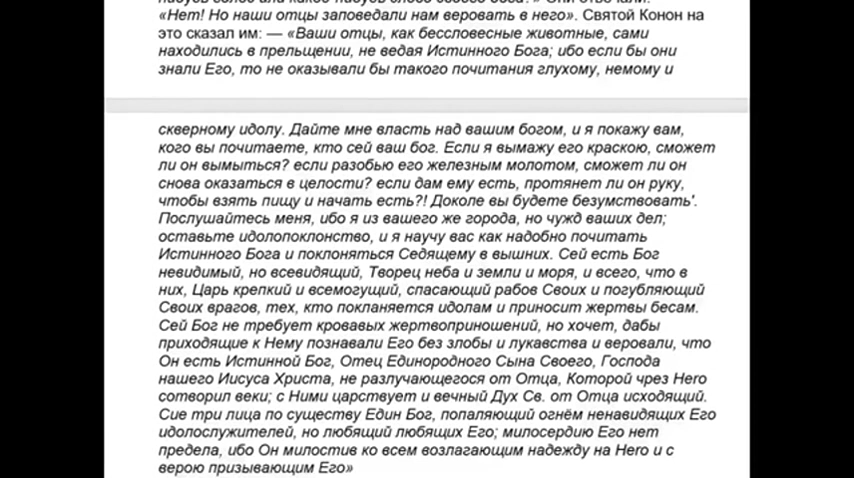 «Нет! Но наши отцы заповедали нам веровать в него». Святой Конон на
это сказал им: — «Ваши отцы, как бессловесные животные, сами
находились в прельщении, не ведая Истинного Бога; ибо если бы они
знали Его, то не оказывали бы такого почитания глухому, немому и
скверному идолу. Дайте мне власть над вашим богом, и я покажу вам,
кого вы почитаете, кто сей ваш бог. Если я вымажу его краскою, сможет
ли он вымыться? если разобью его железным молотом, сможет ли он
снова оказаться в целости? если дам ему есть, протянет ли он руку,
чтобы взять пищу и начать есть?! Доколе вы будете безумствовать'.
Послушайтесь меня, ибо я из вашего же города, но чужд ваших дел;
оставьте идолопоклонство, и я научу вас как надобно почитать
Истинного Бога и поклоняться Седящему в вышних. Сей есть Бог
невидимый, но всевидящий, Творец неба и земли и моря, и всего, что в
них, Царь крепкий и всемогущий, спасающий рабов Своих и погубляющий
Своих врагов, тех, кто покланяется идолам и приносит жертвы бесам.
Сей Бог не требует кровавых жертвоприношений, но хочет, дабы
приходящие к Нему познавали Его без злобы и лукавства и веровали, что
Он есть Истинной Бог, Отец Единородного Сына Своего, Господа
нашего Иисуса Христа, не разлучающегося от Отца, Которой чрез Него
сотворил веки; с Ними царствует и вечный Дух Св. от Отца исходящий.
Сие три лица по существу Един Бог, попаляющий огнём ненавидящих Его
идолослужителей, но любящий любящих Его; милосердию Его нет
предела, ибо Он милостив ко всем возлагающим надежду на Него и с
верою призывающим Его»